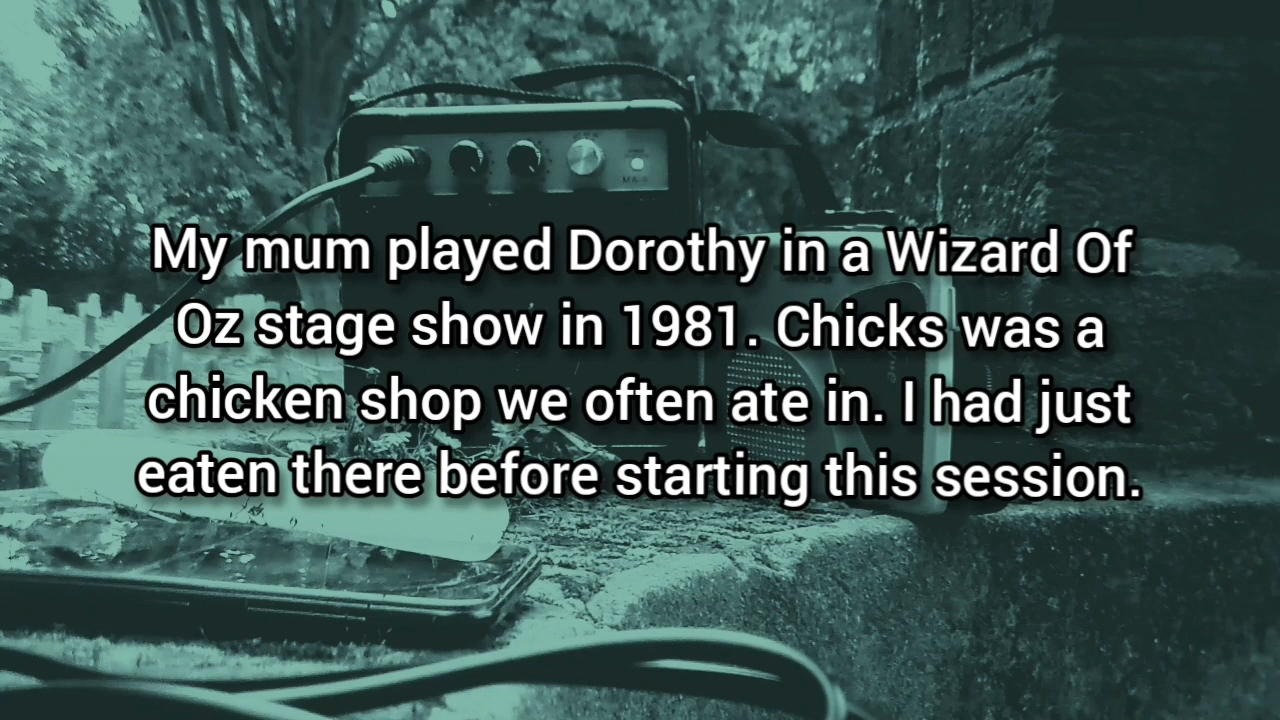 My mum played Dorothy in a Wizard Of
Oz stage show in 1981. Chicks was a
chicken shop we often ate in. I had just
eaten there before starting this session.